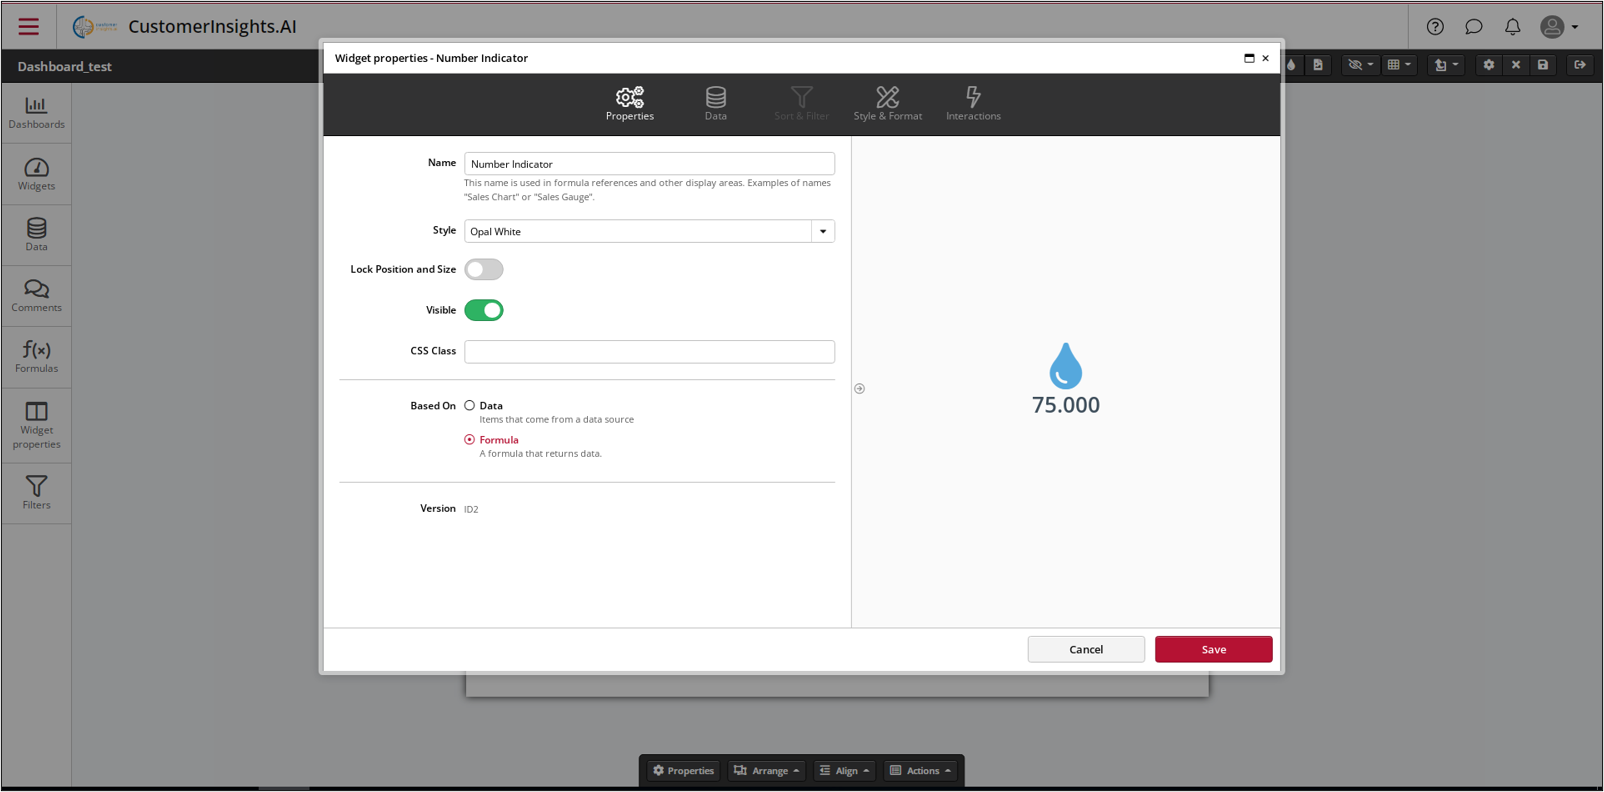 CustomerInsights.AI
Dashboard_test
Widget properties - Number Indicator
Properties
Data
Sort & Filter
Style & Format
Interactions
Dashboards
Widgets
Data
Comments
f(x)
Formulas
Widget
properties
Filters
Name
Number Indicator
This name is used in formula references and other display areas. Examples of names
"Sales Chart" or "Sales Gauge".
Style
Opal White
Lock Position and Size
Visible
CSS Class
Based On
Data
Items that come from a data source
Formula
A formula that returns data.
Version
ID2
75.000
Cancel
Save
Properties
Arrange
Align
Actions